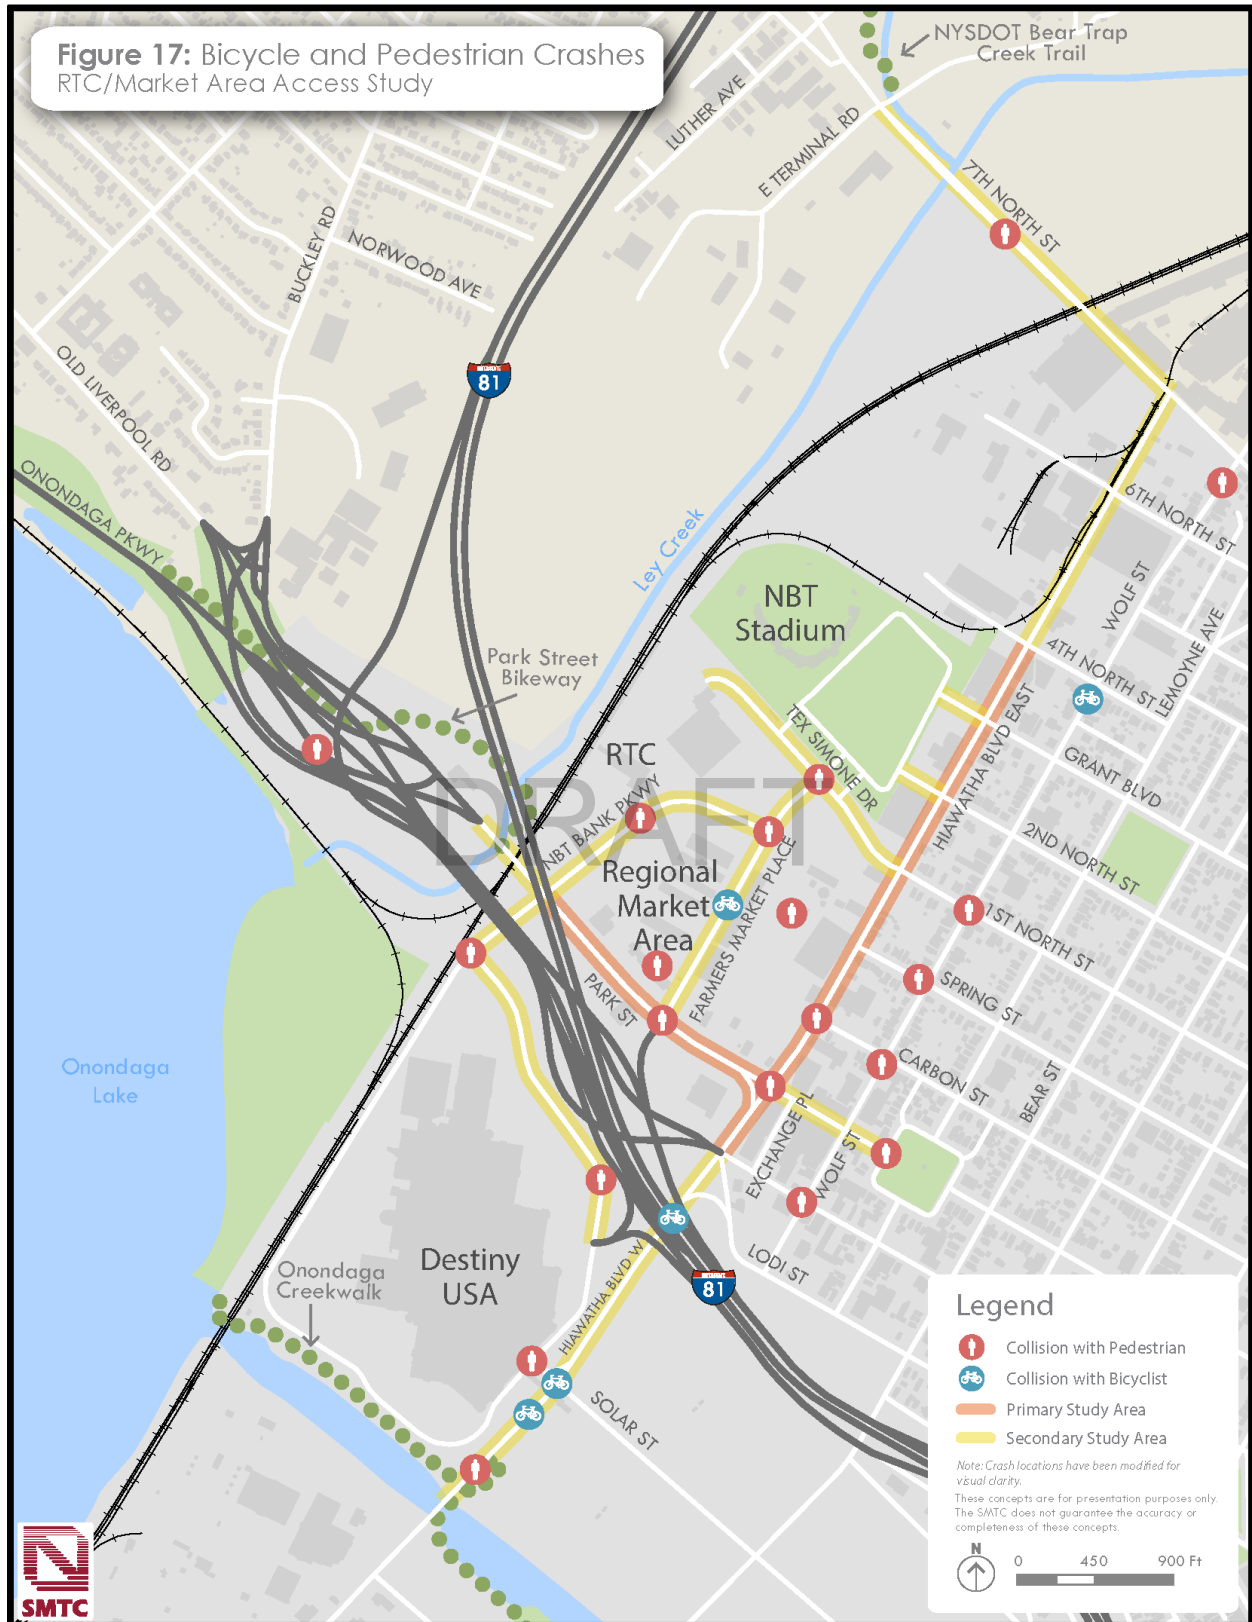 Figure 17: Bicycle and Pedestrian Crashes
RTC/Market Area Access Study
NYSDOT Bear Trap
Creek Trail
LUTHER AVE
E TERMINAL RD
7TH NORTH ST
BUCKLEY RD
NORWOOD AVE
INTERSTATE
81
OLD LIVERPOOL RD
ONONDAGA PKWY
Ley Creek
6TH NORTH ST
WOLF ST
LEMOYNE AVE
4TH NORTH ST
NBT
Stadium
Park Street
Bikeway
TEX SIMONE DR
HIAWATHA BLVD EAST
GRANT BLVD
2ND NORTH ST
RTC
DRAFT
NBT BANK PKWY
Regional
Market
Area
FARMERS MARKET PLACE
1ST NORTH ST
PARK ST
SPRING ST
CARBON ST
BEAR ST
Onondaga
Lake
EXCHANGE PL
WOLF ST
LODI ST
Destiny
USA
HIAWATHA BLVD W
INTERSTATE
81
Onondaga
Creekwalk
SOLAR ST
Legend
Collision with Pedestrian
Collision with Bicyclist
Primary Study Area
Secondary Study Area
Note: Crash locations have been modified for
visual clarity.
These concepts are for presentation purposes only.
The SMTC does not guarantee the accuracy or
completeness of these concepts.
N
0 450 900 Ft
SMTC